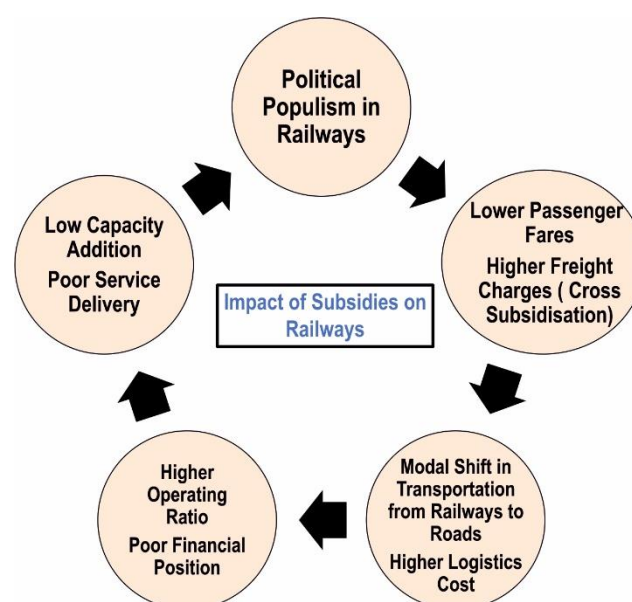 Political
Populism in
Railways
Lower Passenger
Fares
Higher Freight
Charges ( Cross
Subsidisation)
Modal Shift in
Transportation
from Railways to
Roads
Higher Logistics
Cost
Higher
Operating
Ratio
Poor Financial
Position
Low Capacity
Addition
Poor Service
Delivery
Impact of Subsidies on
Railways